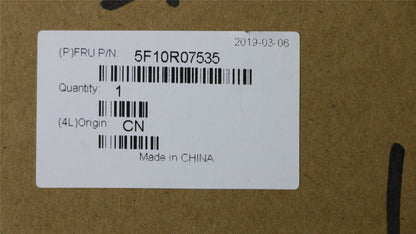 2019-03-06
(P)FRU P/N: 5F10R07535
Quantity: 1
(4L)Origin CN
Made in CHINA